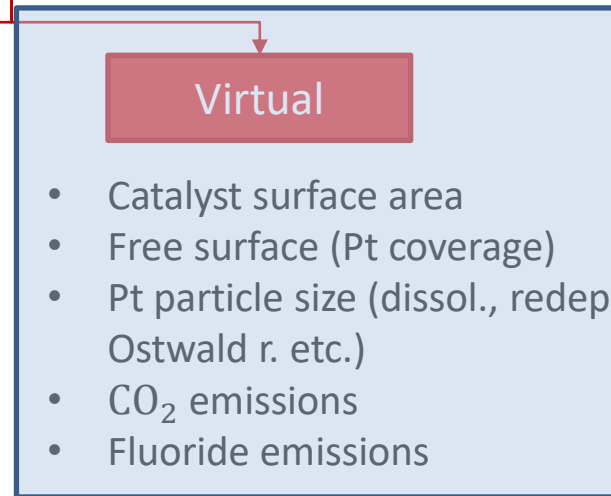 Virtual
• Catalyst surface area
• Free surface (Pt coverage)
• Pt particle size (dissol., redep
Ostwald r. etc.)
• CO₂ emissions
• Fluoride emissions